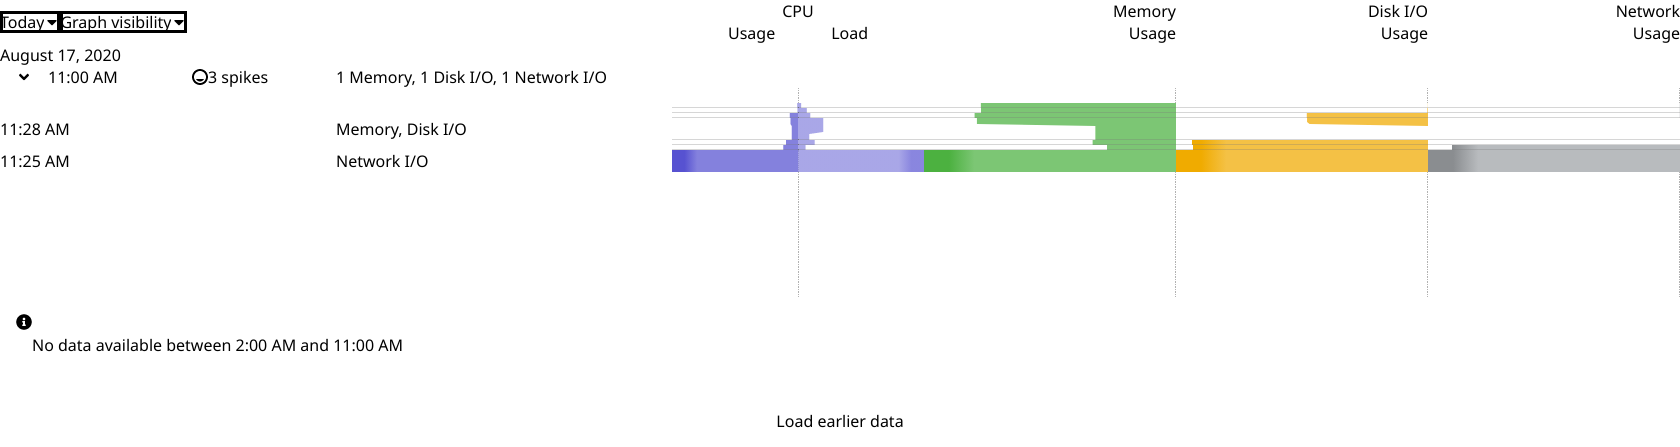 Today Graph visibility
CPU Memory Disk I/O Network
Usage Load Usage Usage Usage
August 17, 2020
11:00 AM 3 spikes 1 Memory, 1 Disk I/O, 1 Network I/O
11:28 AM Memory, Disk I/O
11:25 AM Network I/O
No data available between 2:00 AM and 11:00 AM
Load earlier data